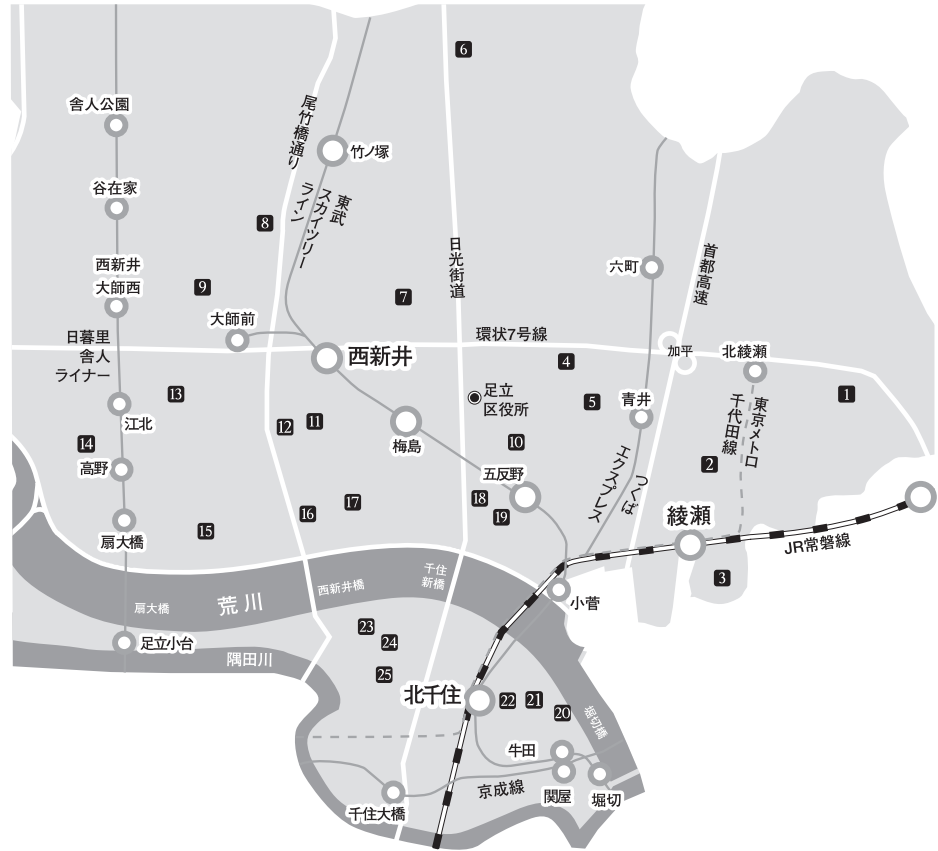 6
舎人公園
尾竹橋通り
竹ノ塚
谷在家
東武
スカイツリー
ライン
8
日光街道
西新井
大師西
六町
首都高速
9
7
大師前
環状7号線
日暮里
舎人
ライナー
西新井
加平
北綾瀬
4
13
足立
区役所
5
青井
1
江北
12
11
梅島
10
東京メトロ
千代田線
14
高野
五反野
つくば
エクスプレス
2
16
17
18
19
綾瀬
15
扇大橋
JR常磐線
千住
新橋
西新井橋
3
扇大橋
荒川
小菅
足立小台
23
24
隅田川
25
北千住
22
21
20
堀切橋
牛田
京成線
関屋
堀切
千住大橋